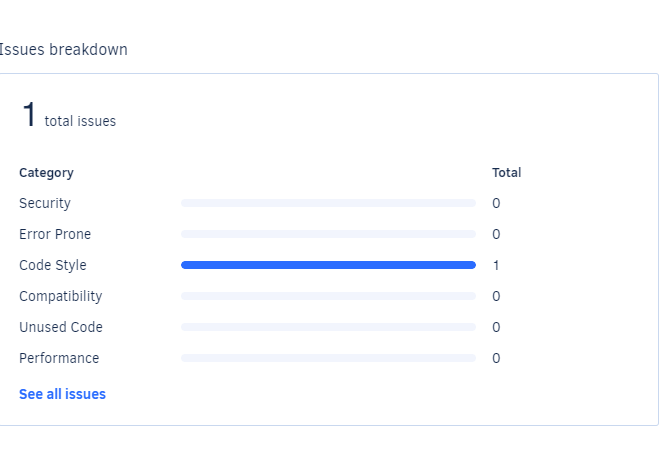 Issues breakdown
1 total issues
Category Total
Security 0
Error Prone 0
Code Style 1
Compatibility 0
Unused Code 0
Performance 0
See all issues